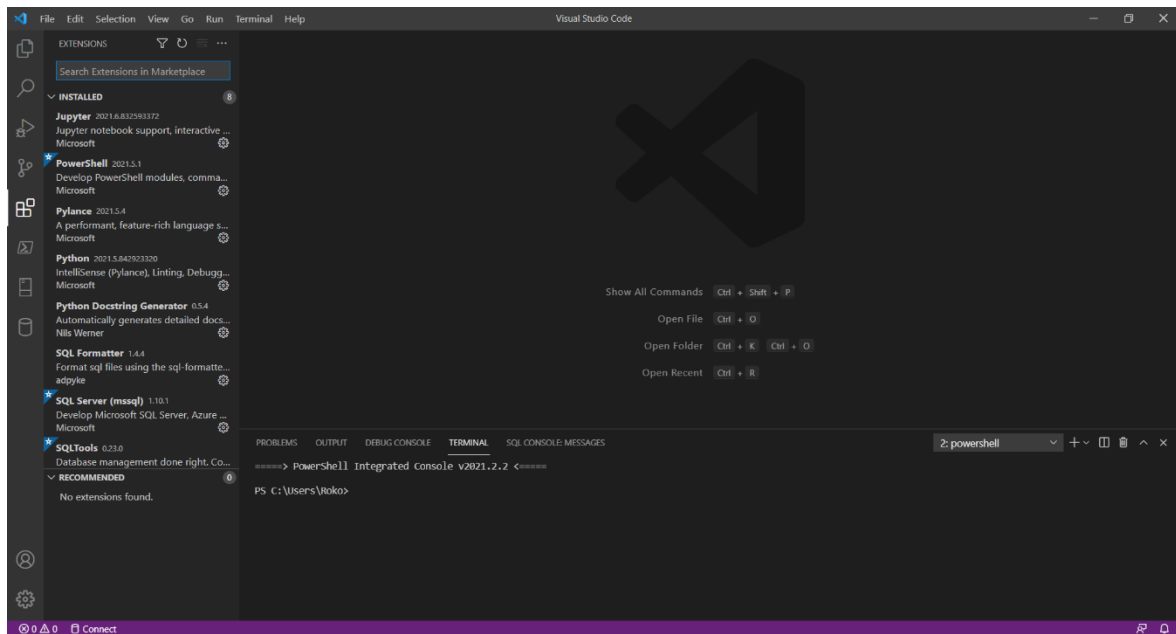 File Edit Selection View Go Run Terminal Help
Visual Studio Code
EXTENSIONS
Search Extensions in Marketplace
INSTALLED 8
Jupyter 2021.6.832593372
Jupyter notebook support, interactive ...
Microsoft
PowerShell 2021.5.1
Develop PowerShell modules, comma...
Microsoft
Pylance 2021.5.4
A performant, feature-rich language s...
Microsoft
Python 2021.5.842923320
IntelliSense (Pylance), Linting, Debugg...
Microsoft
Python Docstring Generator 0.5.4
Automatically generates detailed docs...
Nils Werner
SQL Formatter 1.4.4
Format sql files using the sql-formatte...
adpyke
SQL Server (mssql) 1.10.1
Develop Microsoft SQL Server, Azure ...
Microsoft
SQLTools 0.23.0
Database management done right. Co...
RECOMMENDED 0
No extensions found.
Show All Commands Ctrl + Shift + P
Open File Ctrl + O
Open Folder Ctrl + K Ctrl + O
Open Recent Ctrl + R
PROBLEMS OUTPUT DEBUG CONSOLE TERMINAL SQL CONSOLE: MESSAGES
2: powershell
=====> PowerShell Integrated Console v2021.2.2 <=====
PS C:\Users\Roko>
0 0 Connect